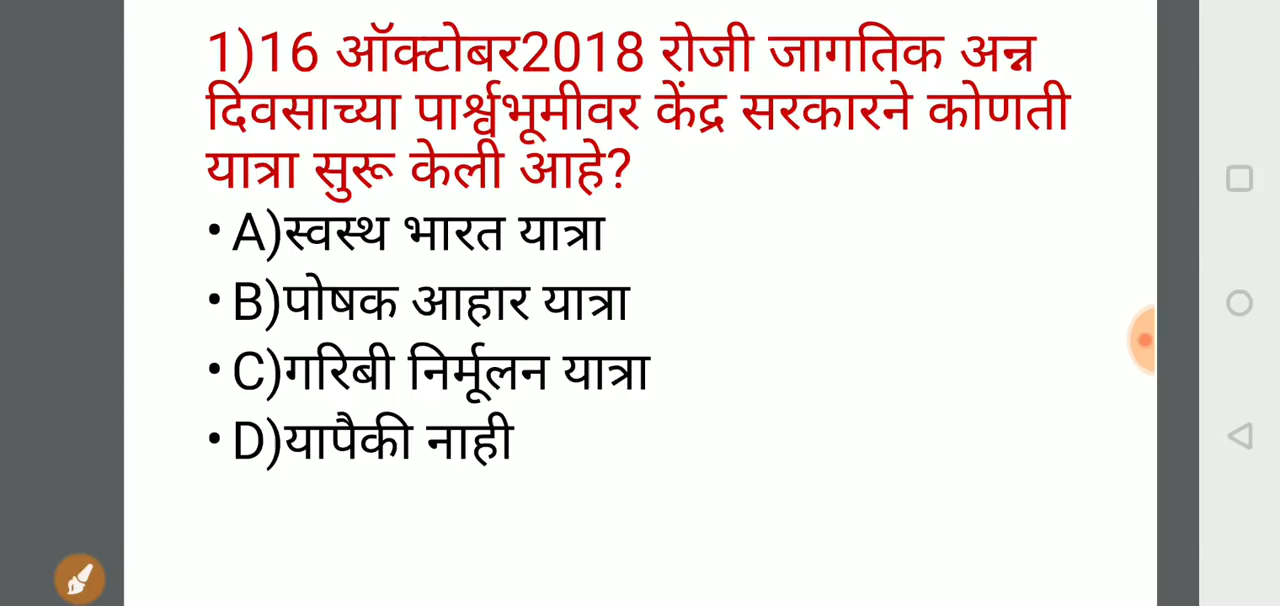 1)16 ऑक्टोबर2018 रोजी जागतिक अन्न
दिवसाच्या पार्श्वभूमीवर केंद्र सरकारने कोणती
यात्रा सुरू केली आहे?
• A)स्वस्थ भारत यात्रा
• B)पोषक आहार यात्रा
• C)गरिबी निर्मूलन यात्रा
• D)यापैकी नाही